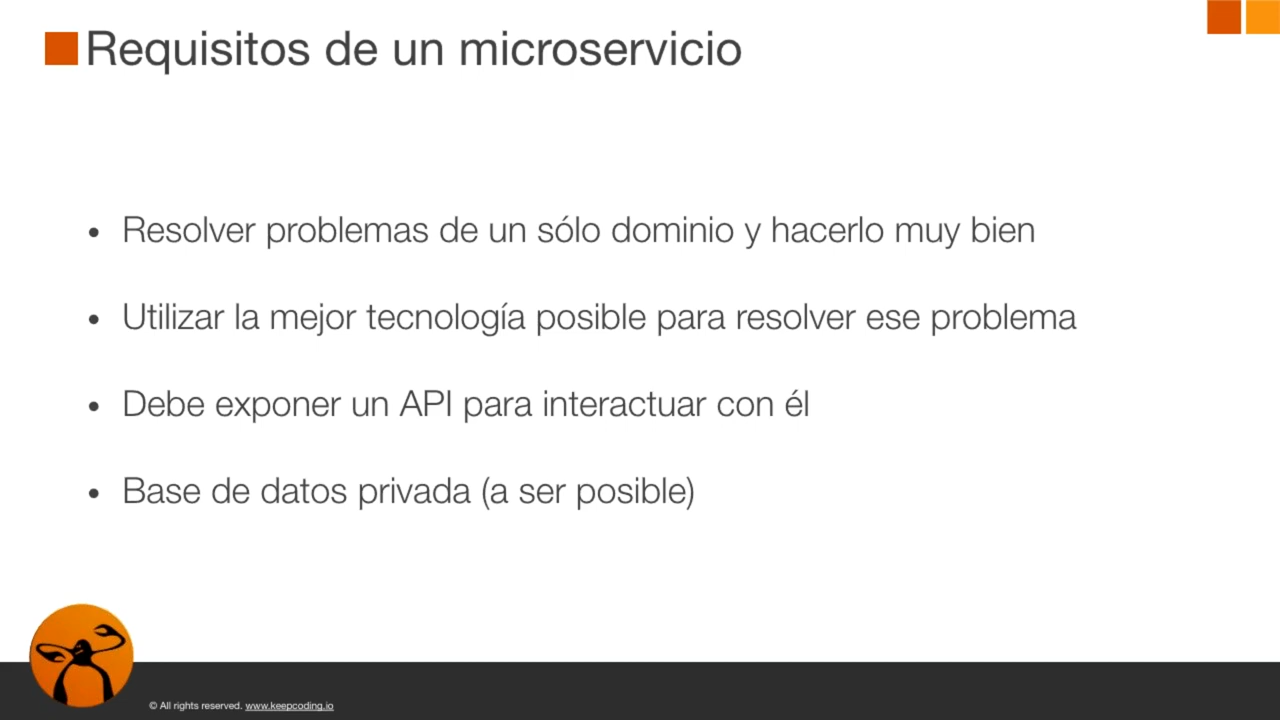 Requisitos de un microservicio
• Resolver problemas de un sólo dominio y hacerlo muy bien
• Utilizar la mejor tecnología posible para resolver ese problema
• Debe exponer un API para interactuar con él
• Base de datos privada (a ser posible)
© All rights reserved. www.keepcoding.io